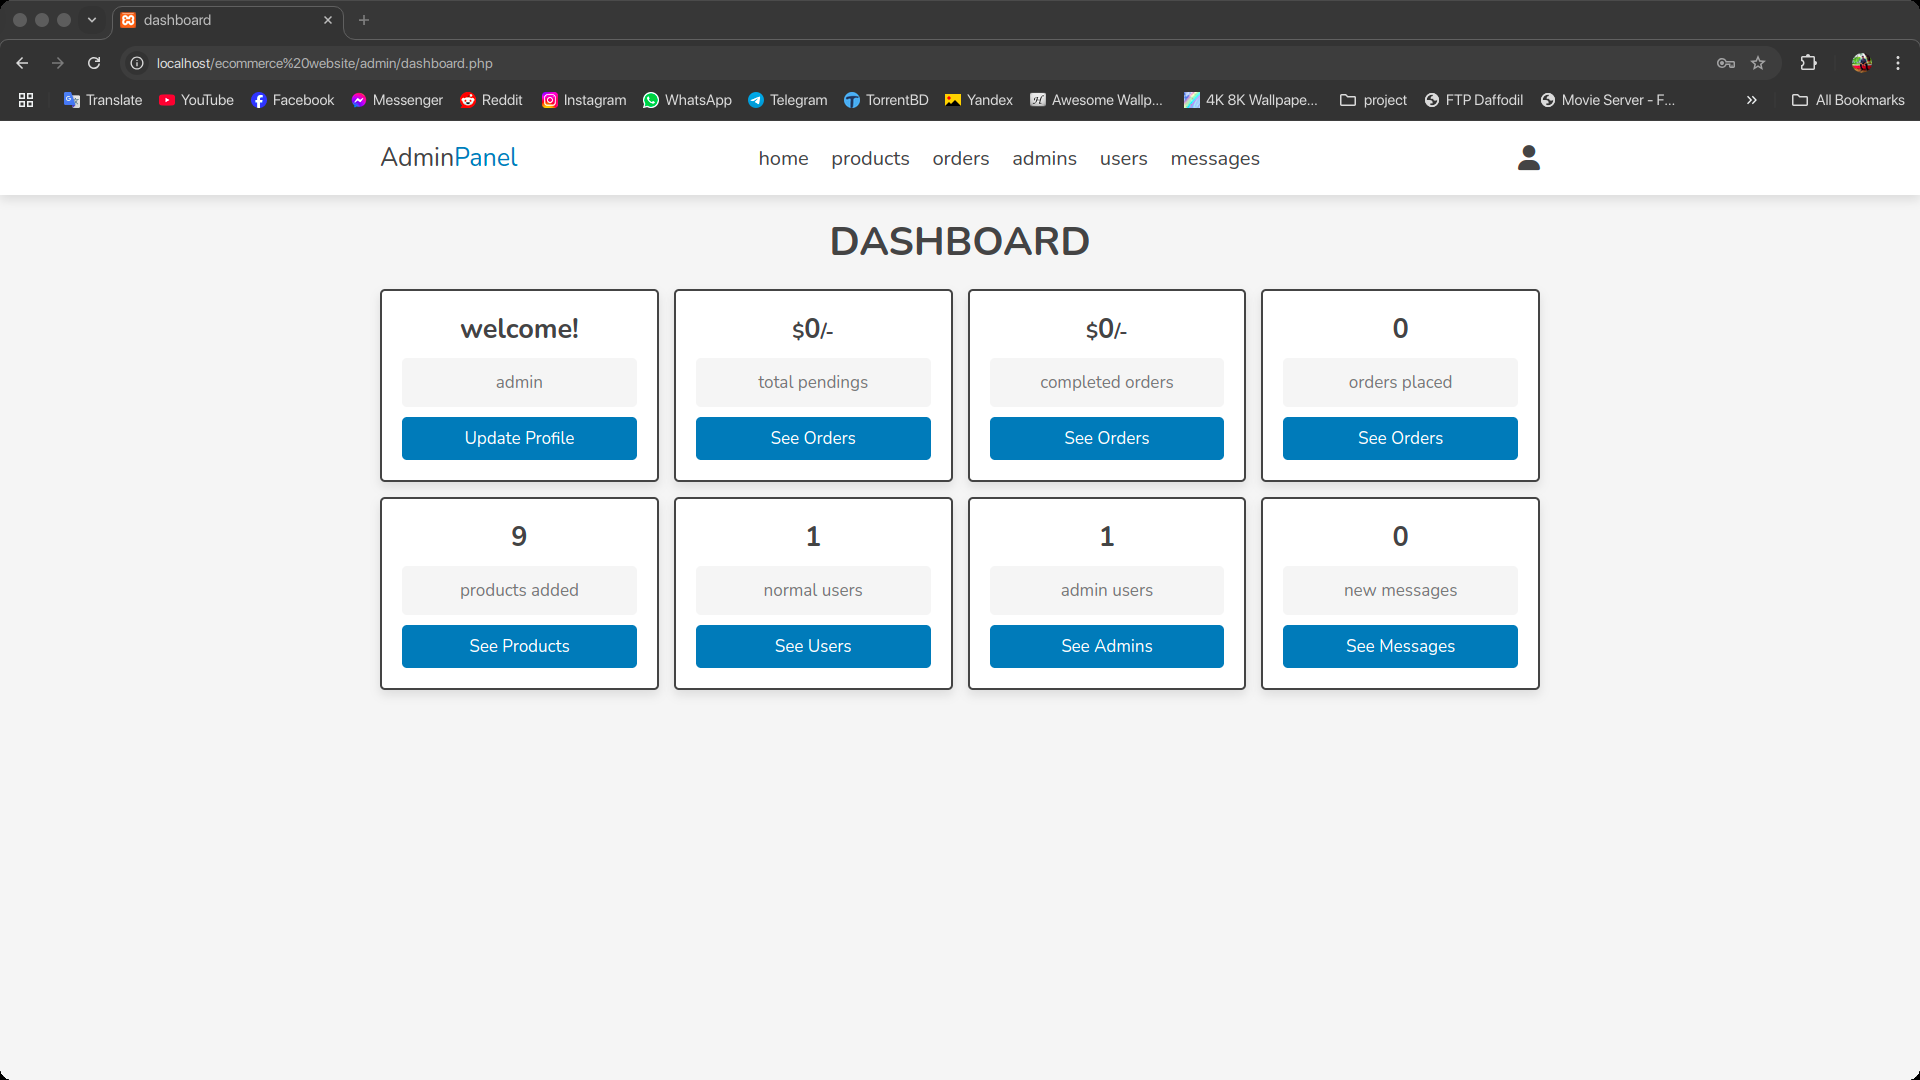 dashboard
localhost/ecommerce%20website/admin/dashboard.php
Translate YouTube Facebook Messenger Reddit Instagram WhatsApp Telegram TorrentBD Yandex Awesome Wallp... 4K 8K Wallpape... project FTP Daffodil Movie Server - F... All Bookmarks
AdminPanel home products orders admins users messages
DASHBOARD
welcome! $0/- $0/- 0
admin total pendings completed orders orders placed
Update Profile See Orders See Orders See Orders
9 1 1 0
products added normal users admin users new messages
See Products See Users See Admins See Messages